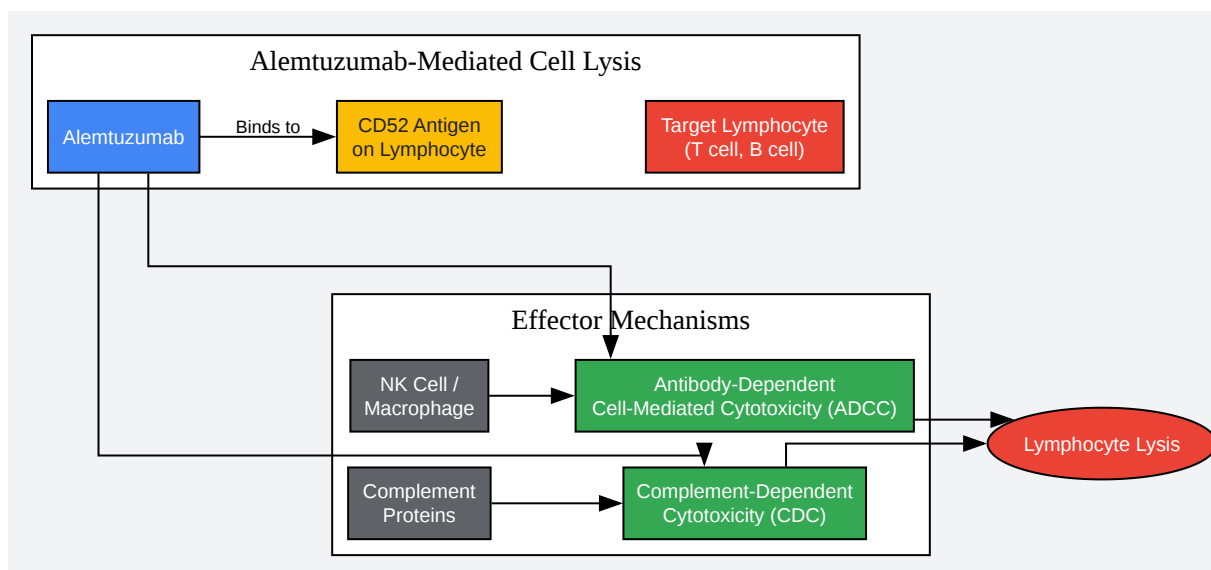 Alemtuzumab-Mediated Cell Lysis
Alemtuzumab
Binds to
CD52 Antigen
on Lymphocyte
Target Lymphocyte
(T cell, B cell)
Effector Mechanisms
NK Cell /
Macrophage
Antibody-Dependent
Cell-Mediated Cytotoxicity (ADCC)
Lymphocyte Lysis
Complement
Proteins
Complement-Dependent
Cytotoxicity (CDC)